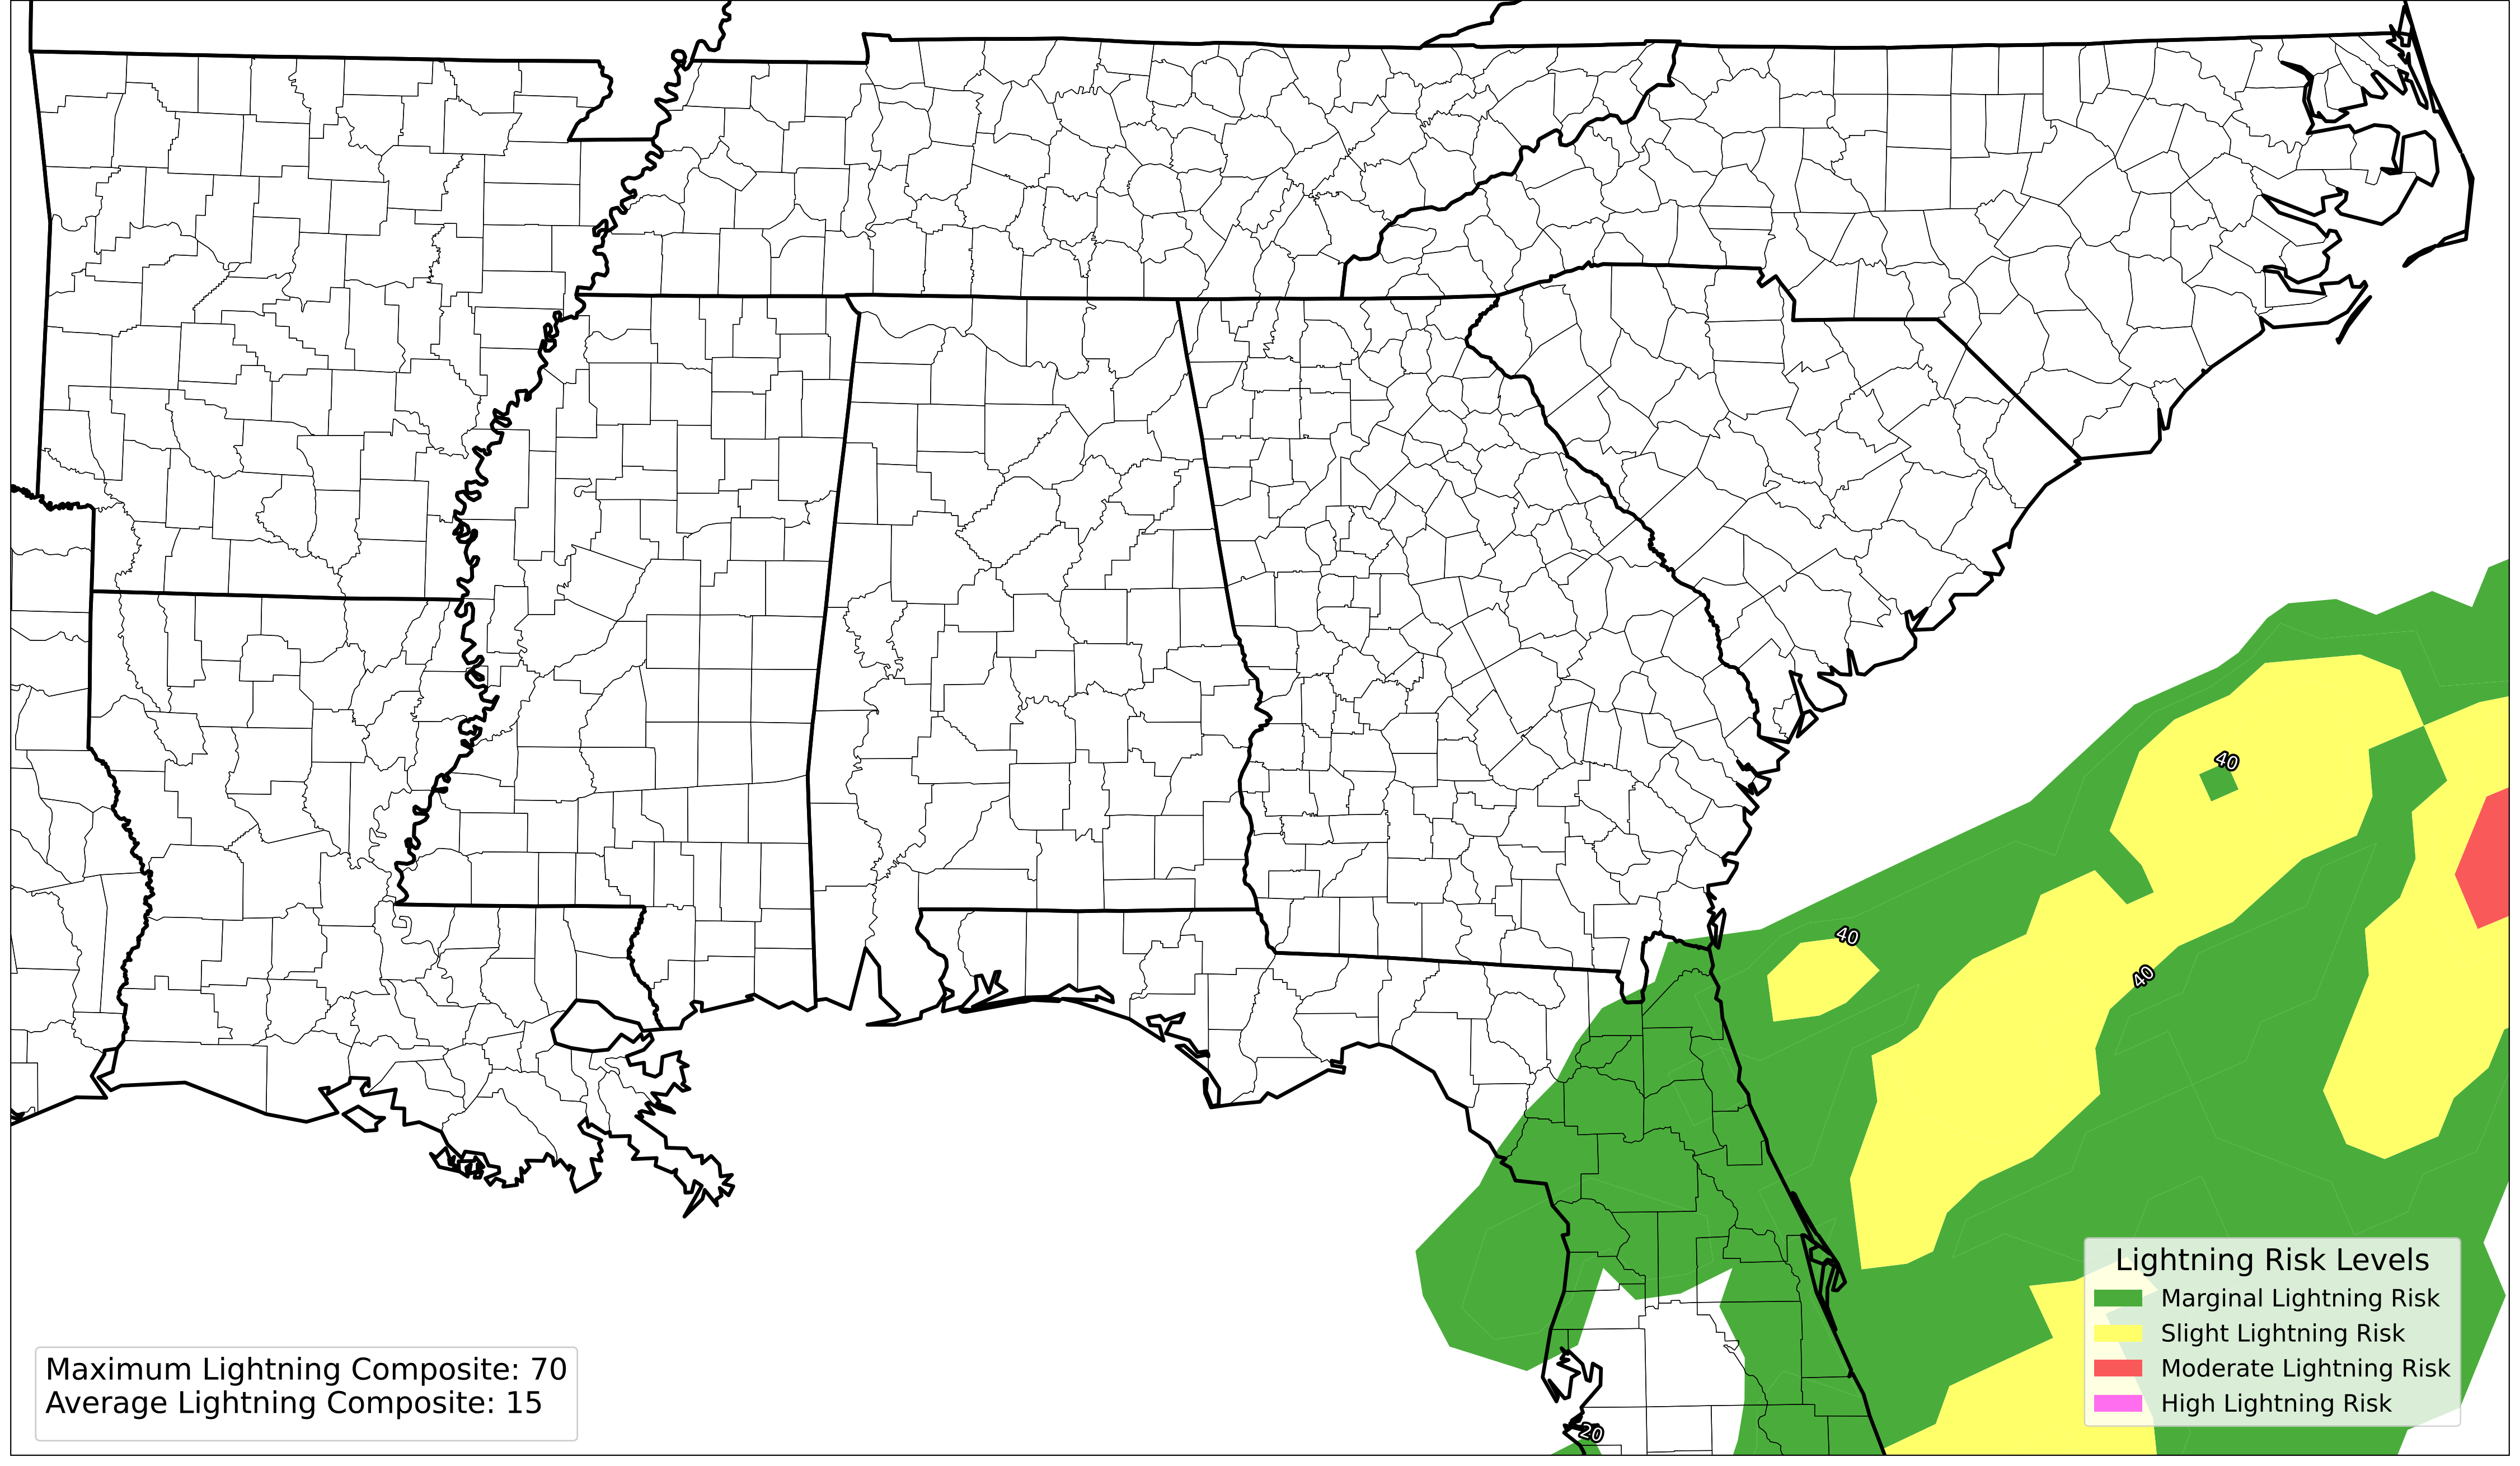 40
40
40
20
Maximum Lightning Composite: 70
Average Lightning Composite: 15
Lightning Risk Levels
Marginal Lightning Risk
Slight Lightning Risk
Moderate Lightning Risk
High Lightning Risk